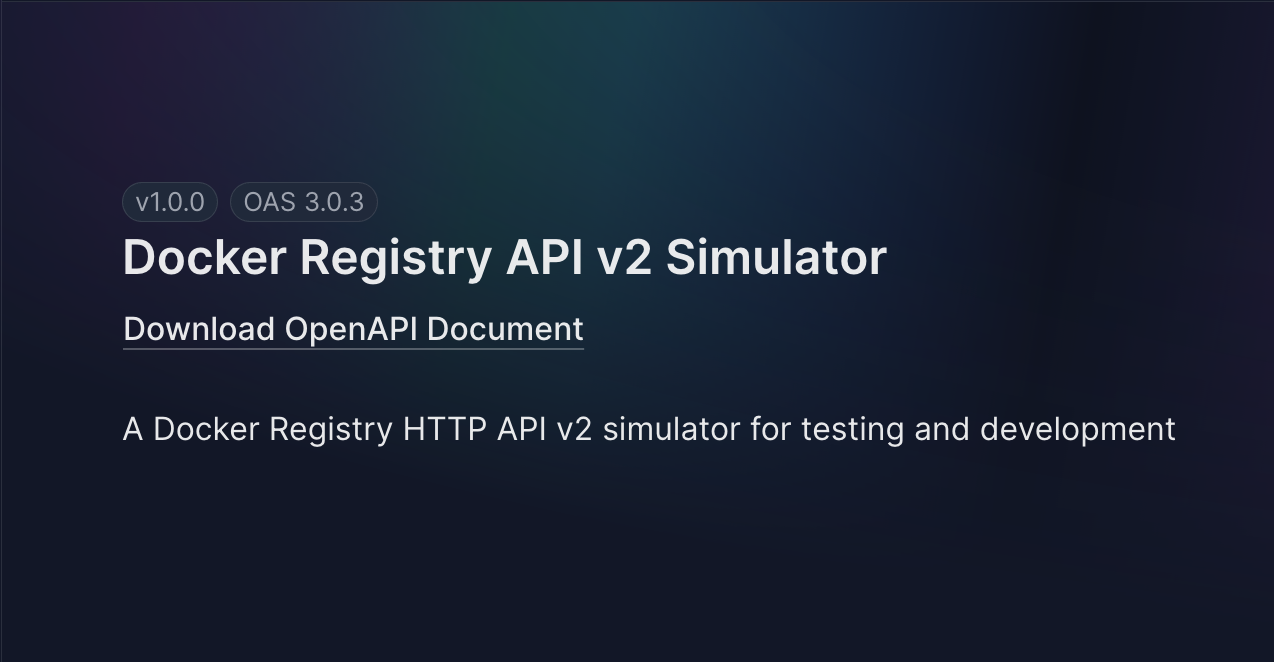 v1.0.0 OAS 3.0.3
Docker Registry API v2 Simulator
Download OpenAPI Document
A Docker Registry HTTP API v2 simulator for testing and development